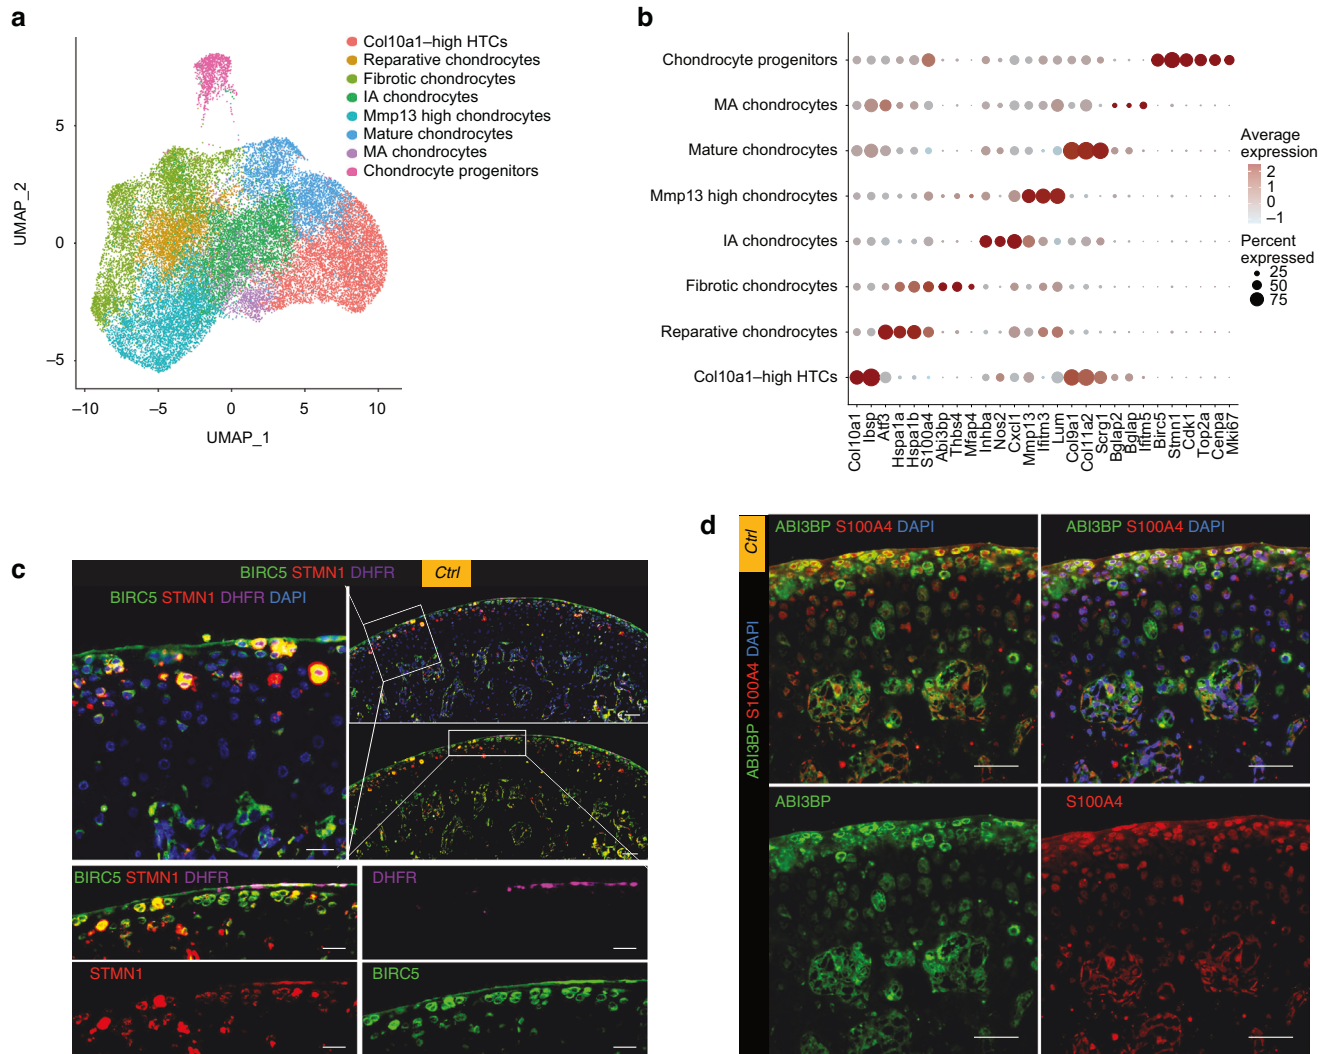 a
Col10a1–high HTCs
Reparative chondrocytes
Fibrotic chondrocytes
IA chondrocytes
Mmp13 high chondrocytes
Mature chondrocytes
MA chondrocytes
Chondrocyte progenitors
UMAP_2
5
0
–5
–10
–5
0
5
10
UMAP_1
b
Chondrocyte progenitors
MA chondrocytes
Mature chondrocytes
Mmp13 high chondrocytes
IA chondrocytes
Fibrotic chondrocytes
Reparative chondrocytes
Col10a1–high HTCs
Col10a1
Ibsp
Atf3
Hspa1a
Hspa1b
S100a4
Abi3bp
Thbs4
Mfap4
Inhba
Nos2
Cxcl1
Mmp13
Ifitm3
Lum
Col9a1
Col11a2
Scrg1
Bglap2
Bglap
Ifitm5
Birc5
Stmn1
Cdk1
Top2a
Cenpa
Mki67
Average
expression
2
1
0
–1
Percent
expressed
25
50
75
c
BIRC5 STMN1 DHFR
Ctrl
BIRC5 STMN1 DHFR DAPI
BIRC5 STMN1 DHFR
DHFR
STMN1
BIRC5
d
Ctrl
ABI3BP S100A4 DAPI
ABI3BP S100A4 DAPI
ABI3BP S100A4 DAPI
ABI3BP
S100A4